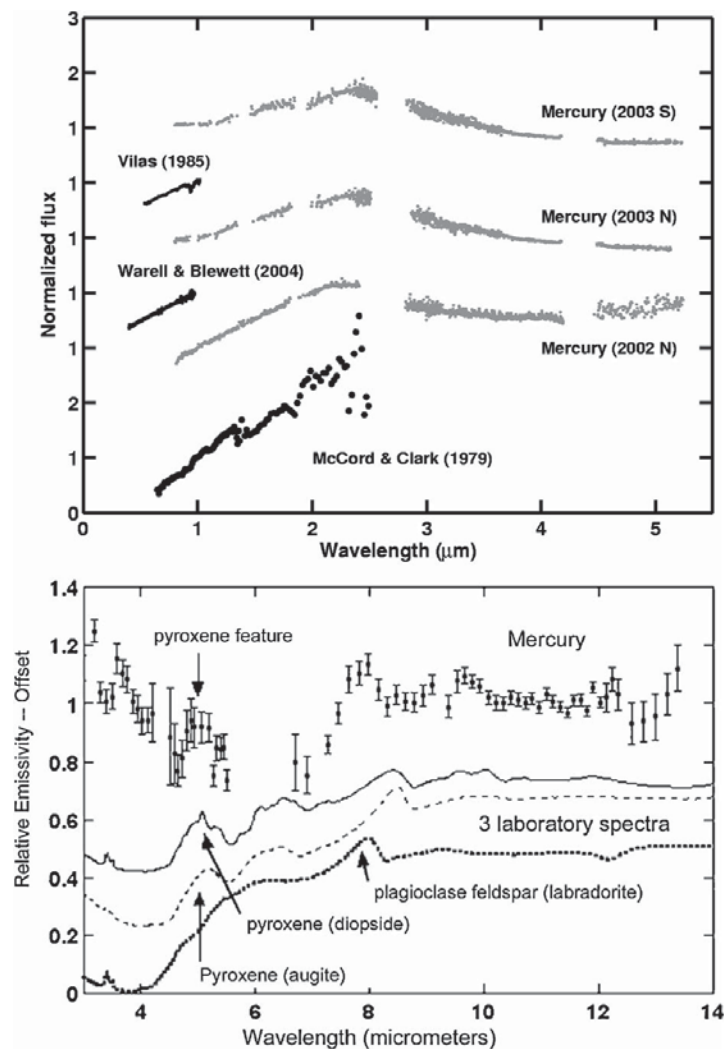 3
2
1
1
1
1
1
2
1
0
Normalized flux
Mercury (2003 S)
Vilas (1985)
Mercury (2003 N)
Warell & Blewett (2004)
Mercury (2002 N)
McCord & Clark (1979)
0 1 2 3 4 5
Wavelength (μm)
1.4
1.2
1
0.8
0.6
0.4
0.2
0
Relative Emissivity -- Offset
pyroxene feature
Mercury
3 laboratory spectra
plagioclase feldspar (labradorite)
pyroxene (diopside)
Pyroxene (augite)
4 6 8 10 12 14
Wavelength (micrometers)